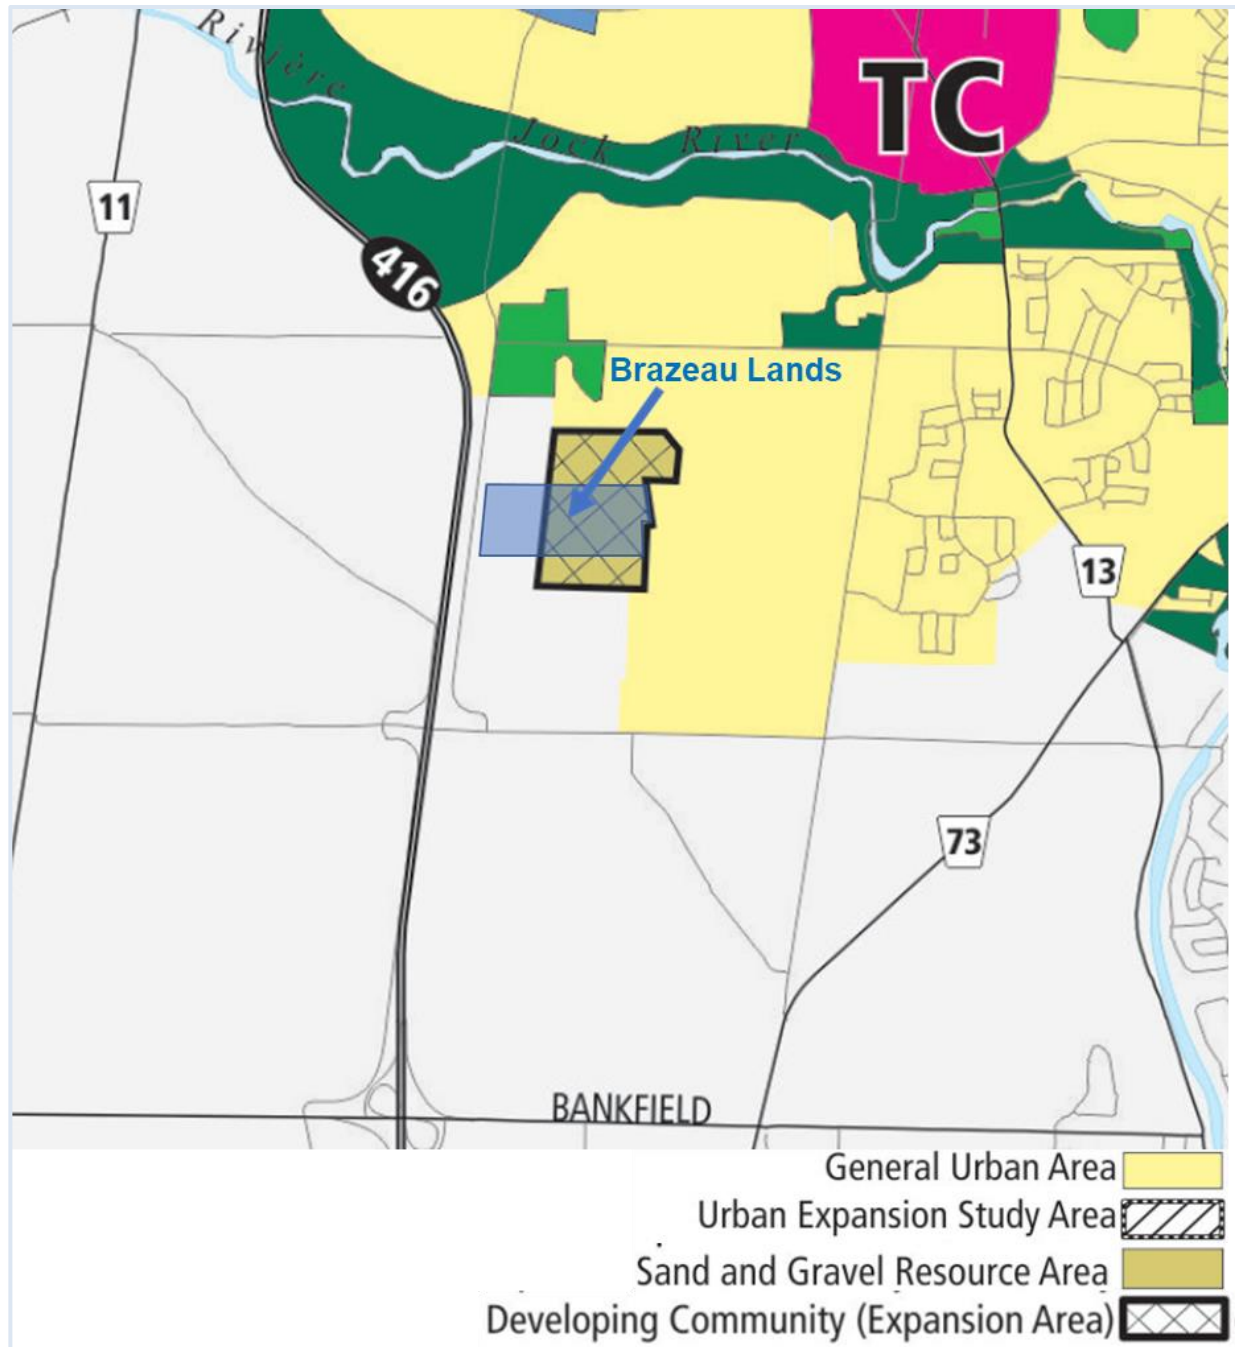 Rivière
TC
Jock River
11
416
Brazeau Lands
13
73
BANKFIELD
General Urban Area
Urban Expansion Study Area
Sand and Gravel Resource Area
Developing Community (Expansion Area)